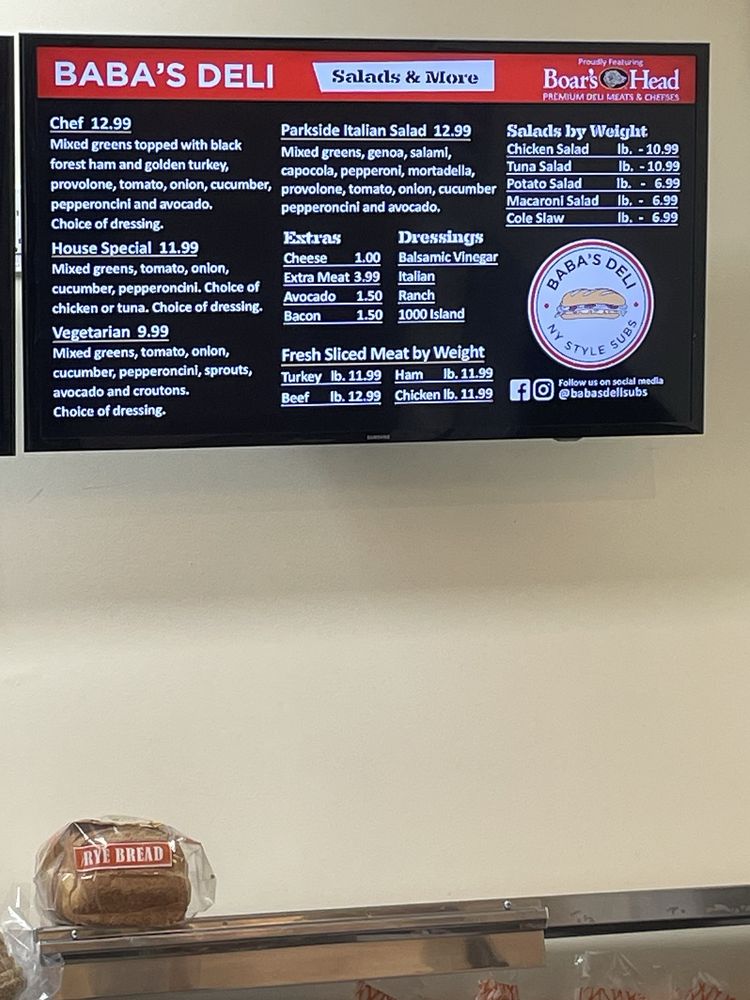 BABA'S DELI
Salads & More
Proudly Featuring
Boar's Head
PREMIUM DELI MEATS & CHEESES
Chef 12.99
Mixed greens topped with black
forest ham and golden turkey,
provolone, tomato, onion, cucumber,
pepperoncini and avocado.
Choice of dressing.
House Special 11.99
Mixed greens, tomato, onion,
cucumber, pepperoncini. Choice of
chicken or tuna. Choice of dressing.
Vegetarian 9.99
Mixed greens, tomato, onion,
cucumber, pepperoncini, sprouts,
avocado and croutons.
Choice of dressing.
Parkside Italian Salad 12.99
Mixed greens, genoa, salami,
capocola, pepperoni, mortadella,
provolone, tomato, onion, cucumber
pepperoncini and avocado.
Extras
Cheese 1.00
Extra Meat 3.99
Avocado 1.50
Bacon 1.50
Dressings
Balsamic Vinegar
Italian
Ranch
1000 Island
Fresh Sliced Meat by Weight
Turkey lb. 11.99 Ham lb. 11.99
Beef lb. 12.99 Chicken lb. 11.99
Salads by Weight
Chicken Salad lb. - 10.99
Tuna Salad lb. - 10.99
Potato Salad lb. - 6.99
Macaroni Salad lb. - 6.99
Cole Slaw lb. - 6.99
BABA'S DELI
NY STYLE SUBS
Follow us on social media
@babasdelisubs
SAMSUNG
RYE BREAD